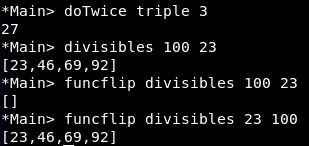 *Main> doTwice triple 3
27
*Main> divisibles 100 23
[23,46,69,92]
*Main> funcflip divisibles 100 23
[]
*Main> funcflip divisibles 23 100
[23,46,69,92]